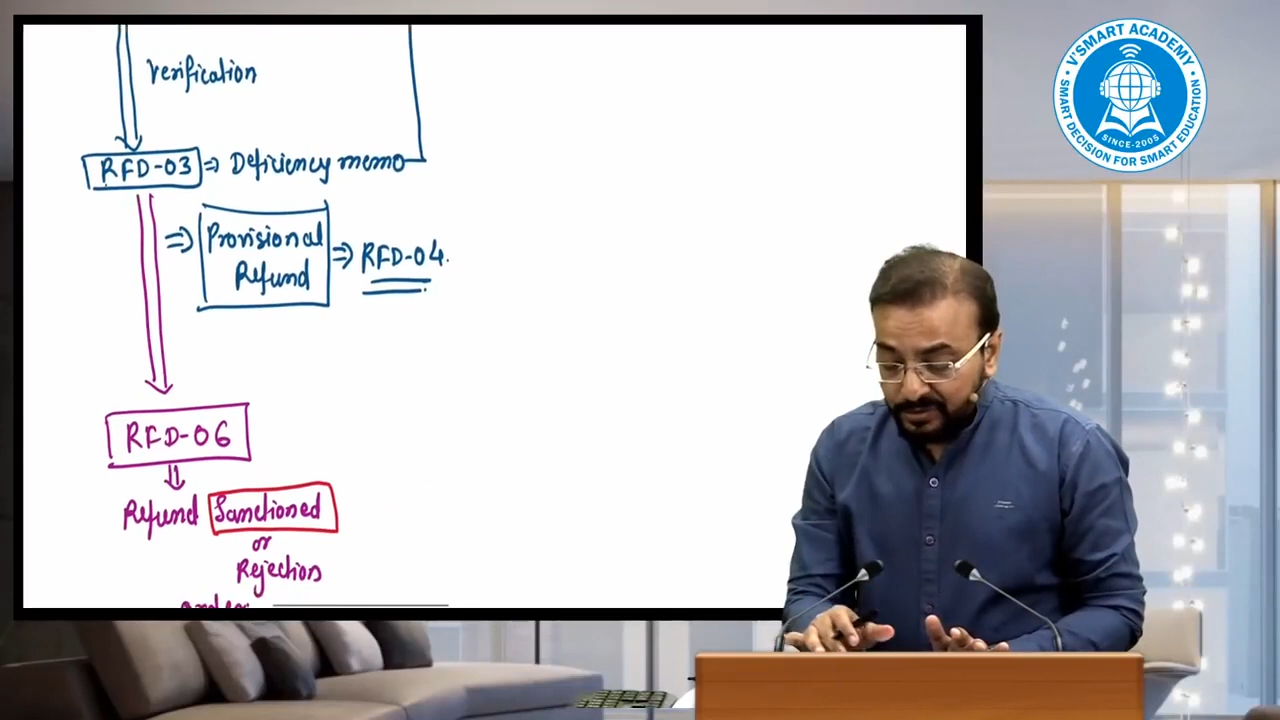 verification
RFD-03 ⇒ Deficiency memo
⇒ Provisional Refund ⇒ RFD-04.
RFD-06
Refund Sanctioned
or
Rejection
V'SMART ACADEMY
SMART DECISION FOR SMART EDUCATION
SINCE-2005